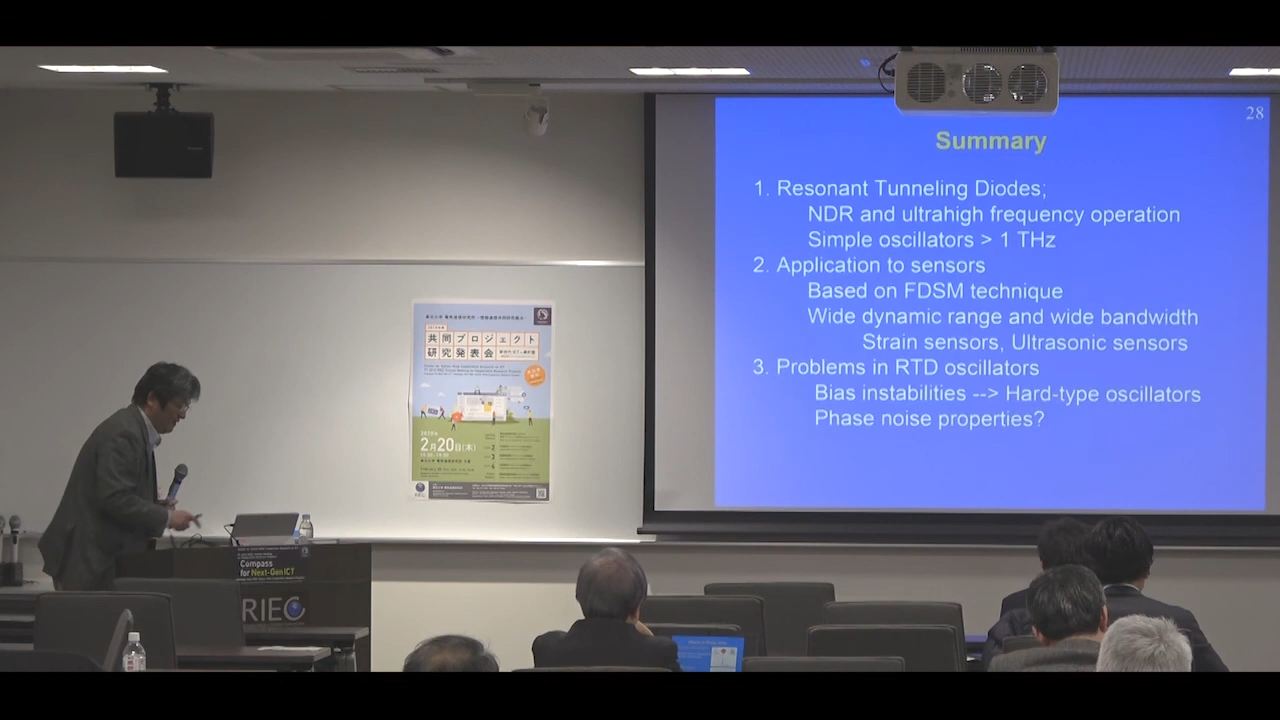 28
Summary
1. Resonant Tunneling Diodes;
NDR and ultrahigh frequency operation
Simple oscillators > 1 THz
2. Application to sensors
Based on FDSM technique
Wide dynamic range and wide bandwidth
Strain sensors, Ultrasonic sensors
3. Problems in RTD oscillators
Bias instabilities --> Hard-type oscillators
Phase noise properties?
共同プロジェクト
研究発表会
2月20日(木)
RIEC
Compass
for Next-Gen ICT
RIEC